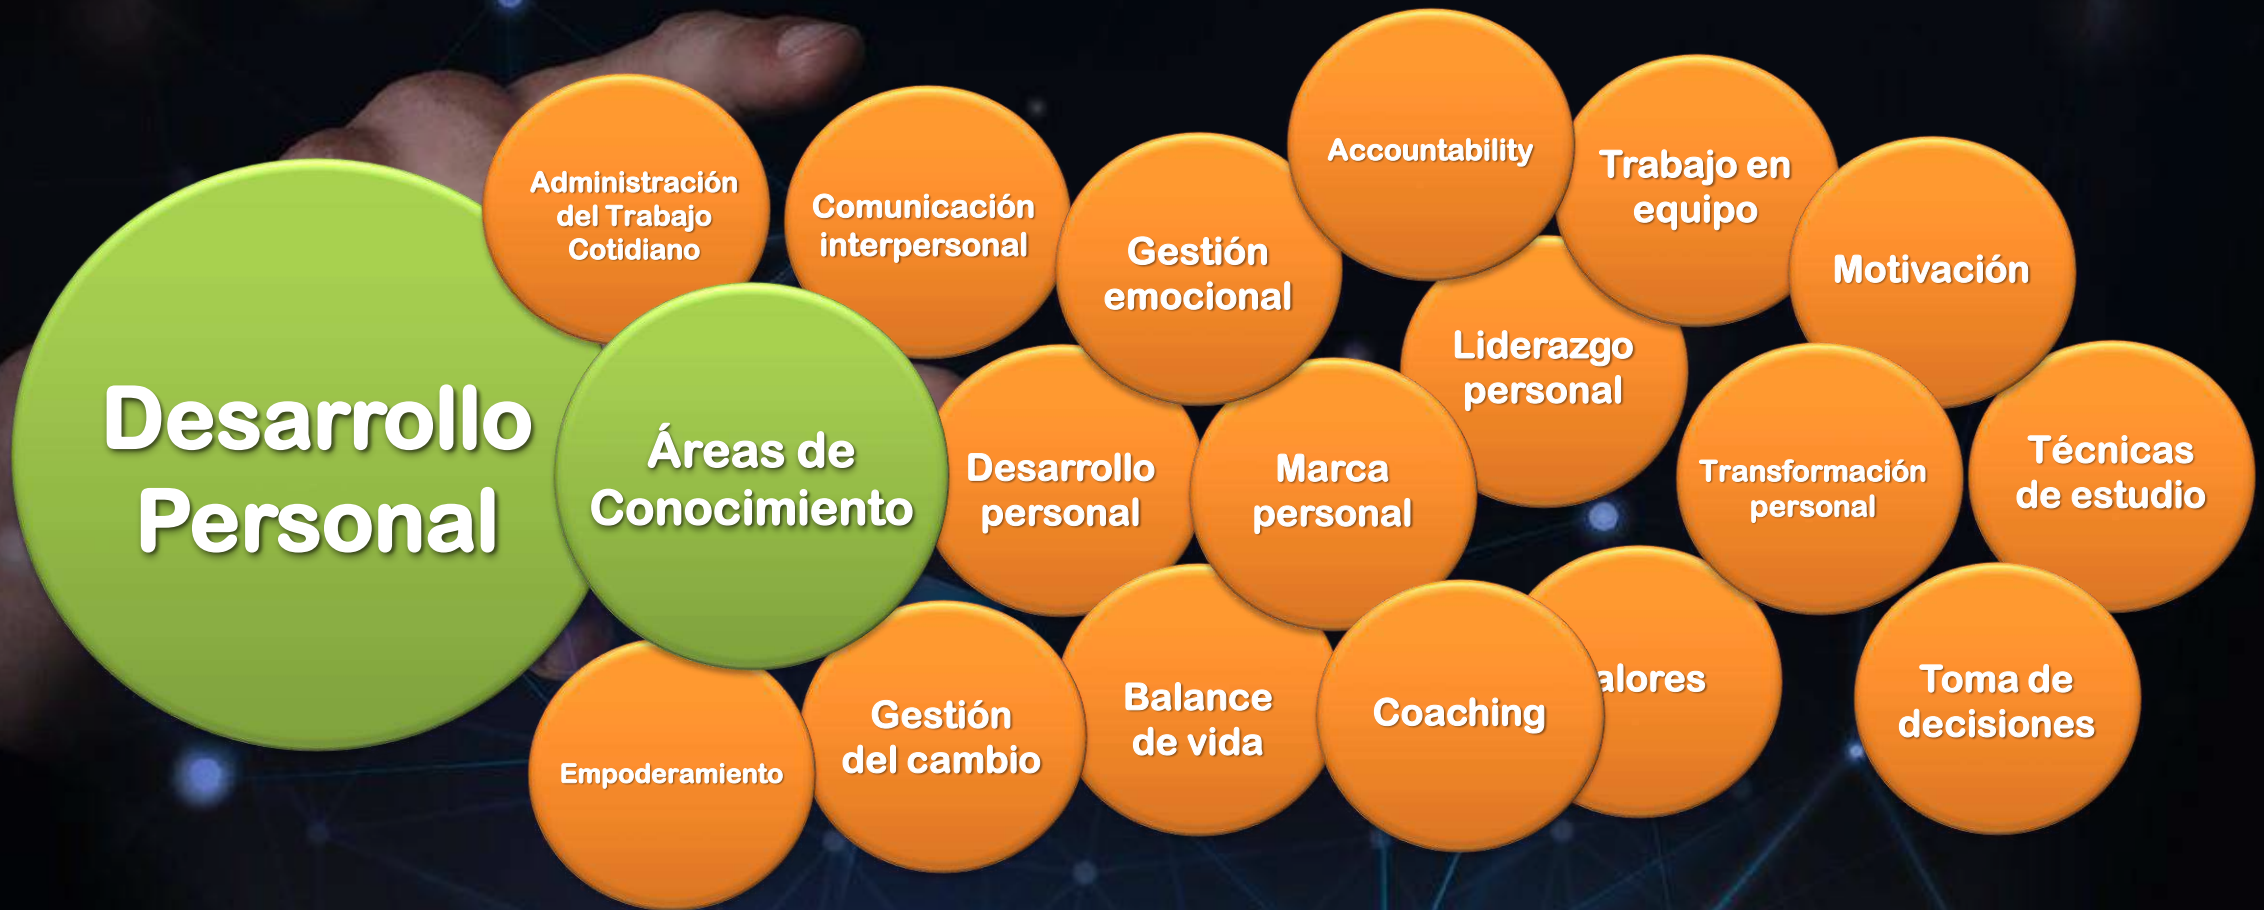 Desarrollo
Personal
Áreas de
Conocimiento
Administración
del Trabajo
Cotidiano
Comunicación
interpersonal
Gestión
emocional
Accountability
Trabajo en
equipo
Motivación
Liderazgo
personal
Desarrollo
personal
Marca
personal
Transformación
personal
Técnicas
de estudio
Empoderamiento
Gestión
del cambio
Balance
de vida
Coaching
alores
Toma de
decisiones